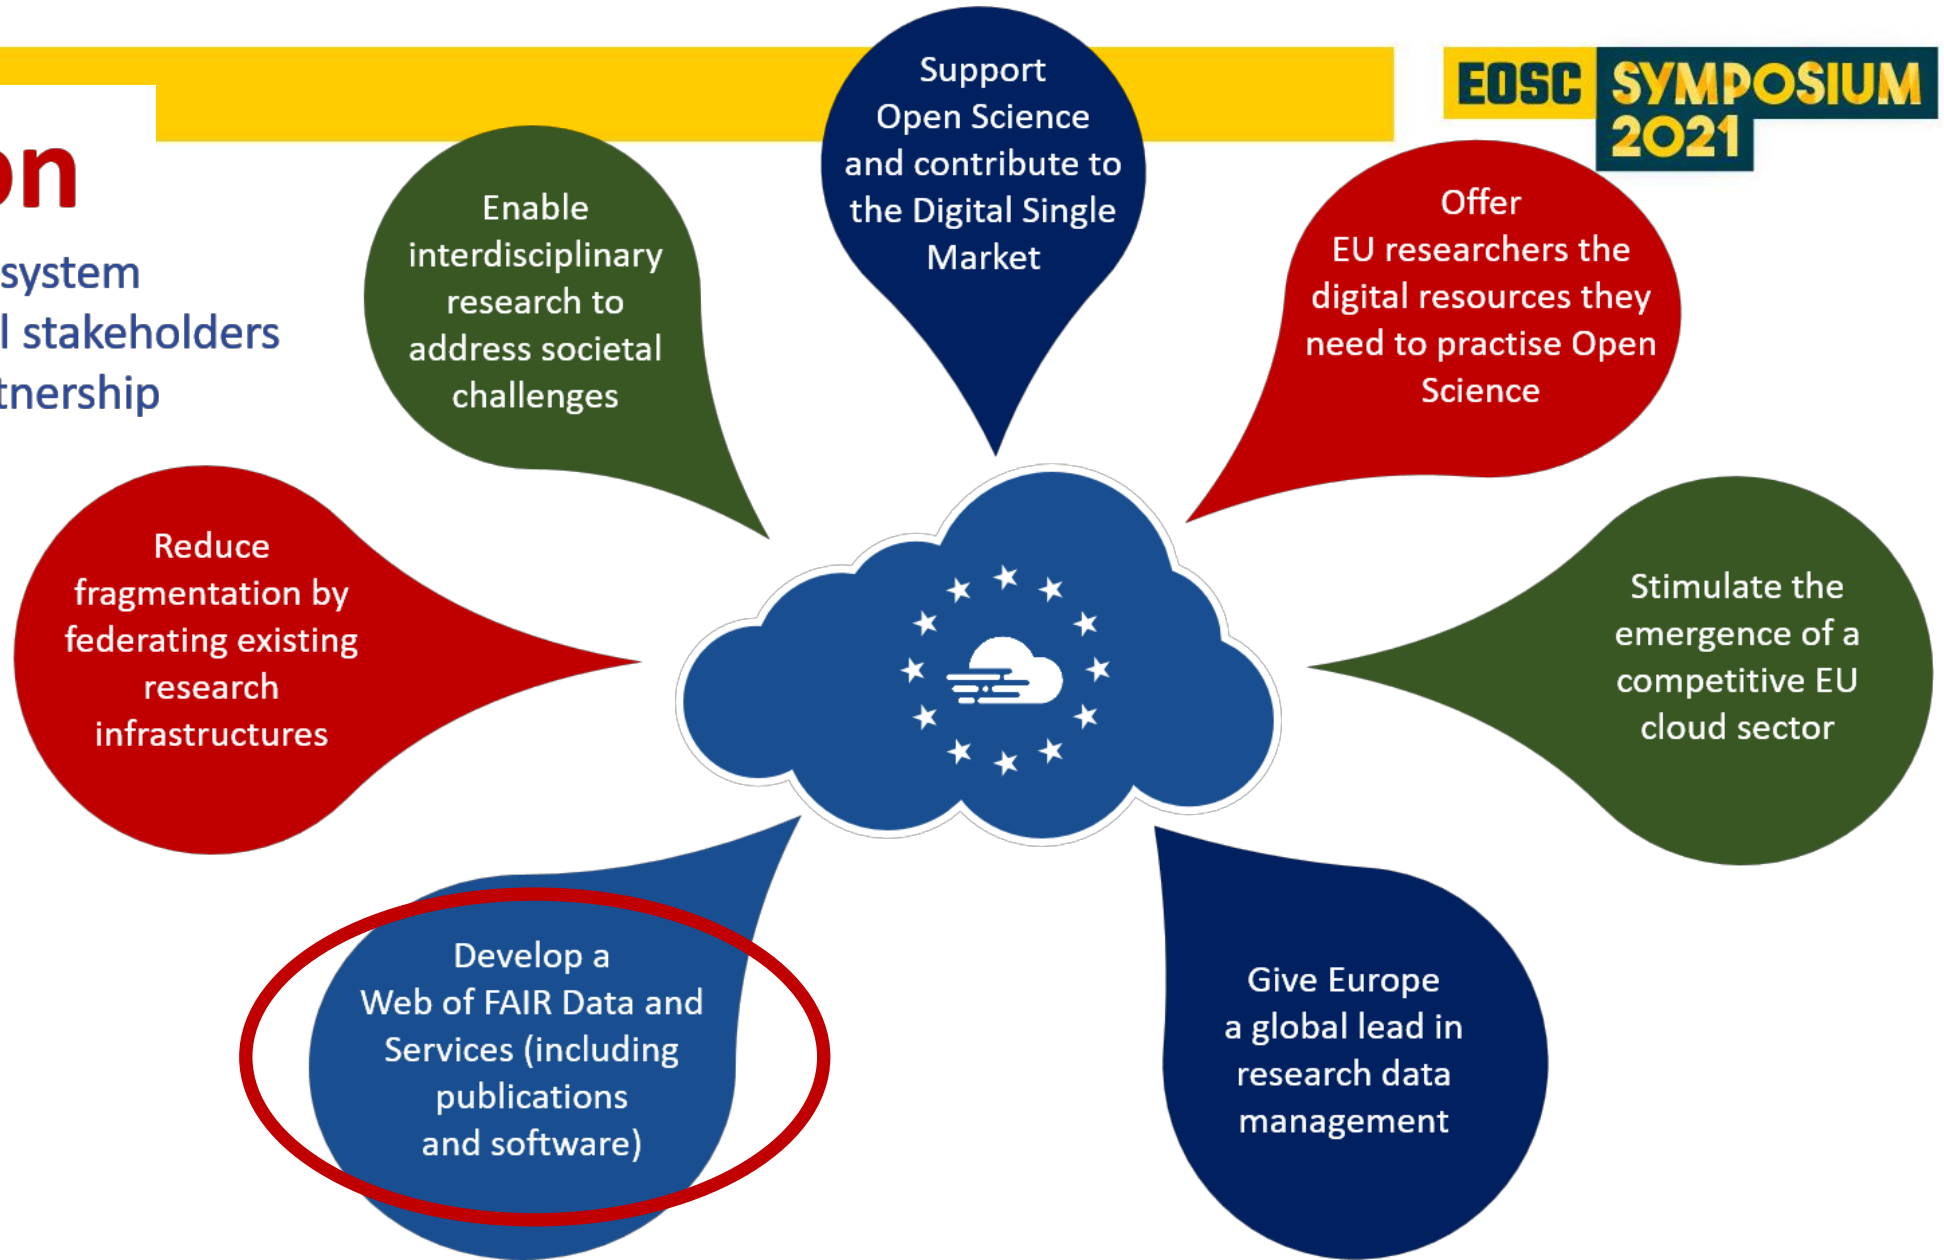 EOSC SYMPOSIUM
2021
on
system
l stakeholders
tnership
Support
Open Science
and contribute to
the Digital Single
Market
Enable
interdisciplinary
research to
address societal
challenges
Offer
EU researchers the
digital resources they
need to practise Open
Science
Reduce
fragmentation by
federating existing
research
infrastructures
Stimulate the
emergence of a
competitive EU
cloud sector
Develop a
Web of FAIR Data and
Services (including
publications
and software)
Give Europe
a global lead in
research data
management